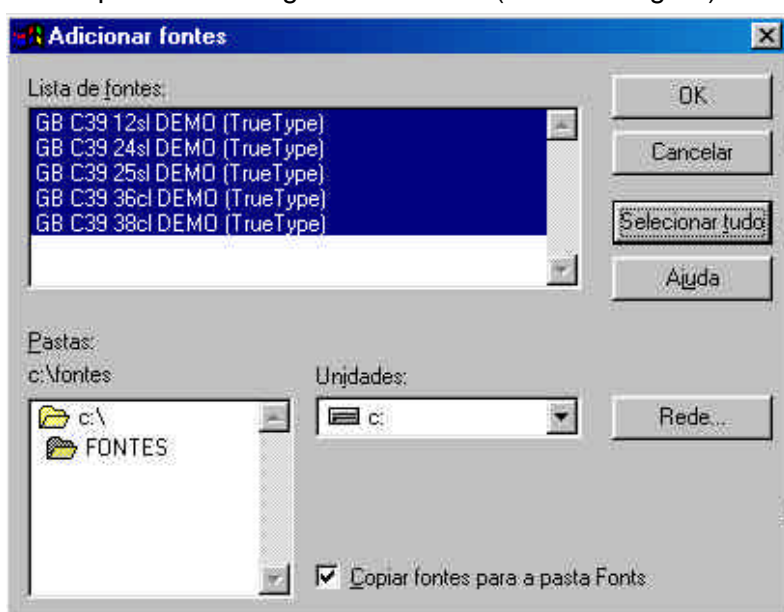 Adicionar fontes
Lista de fontes:
OK
GB C39 12sl DEMO (TrueType)
GB C39 24sl DEMO (TrueType)
GB C39 25sl DEMO (TrueType)
GB C39 36cl DEMO (TrueType)
GB C39 38cl DEMO (TrueType)
Cancelar
Selecionar tudo
Ajuda
Pastas:
c:\fontes
Unidades:
c:\
FONTES
c:
Rede...
Copiar fontes para a pasta Fonts